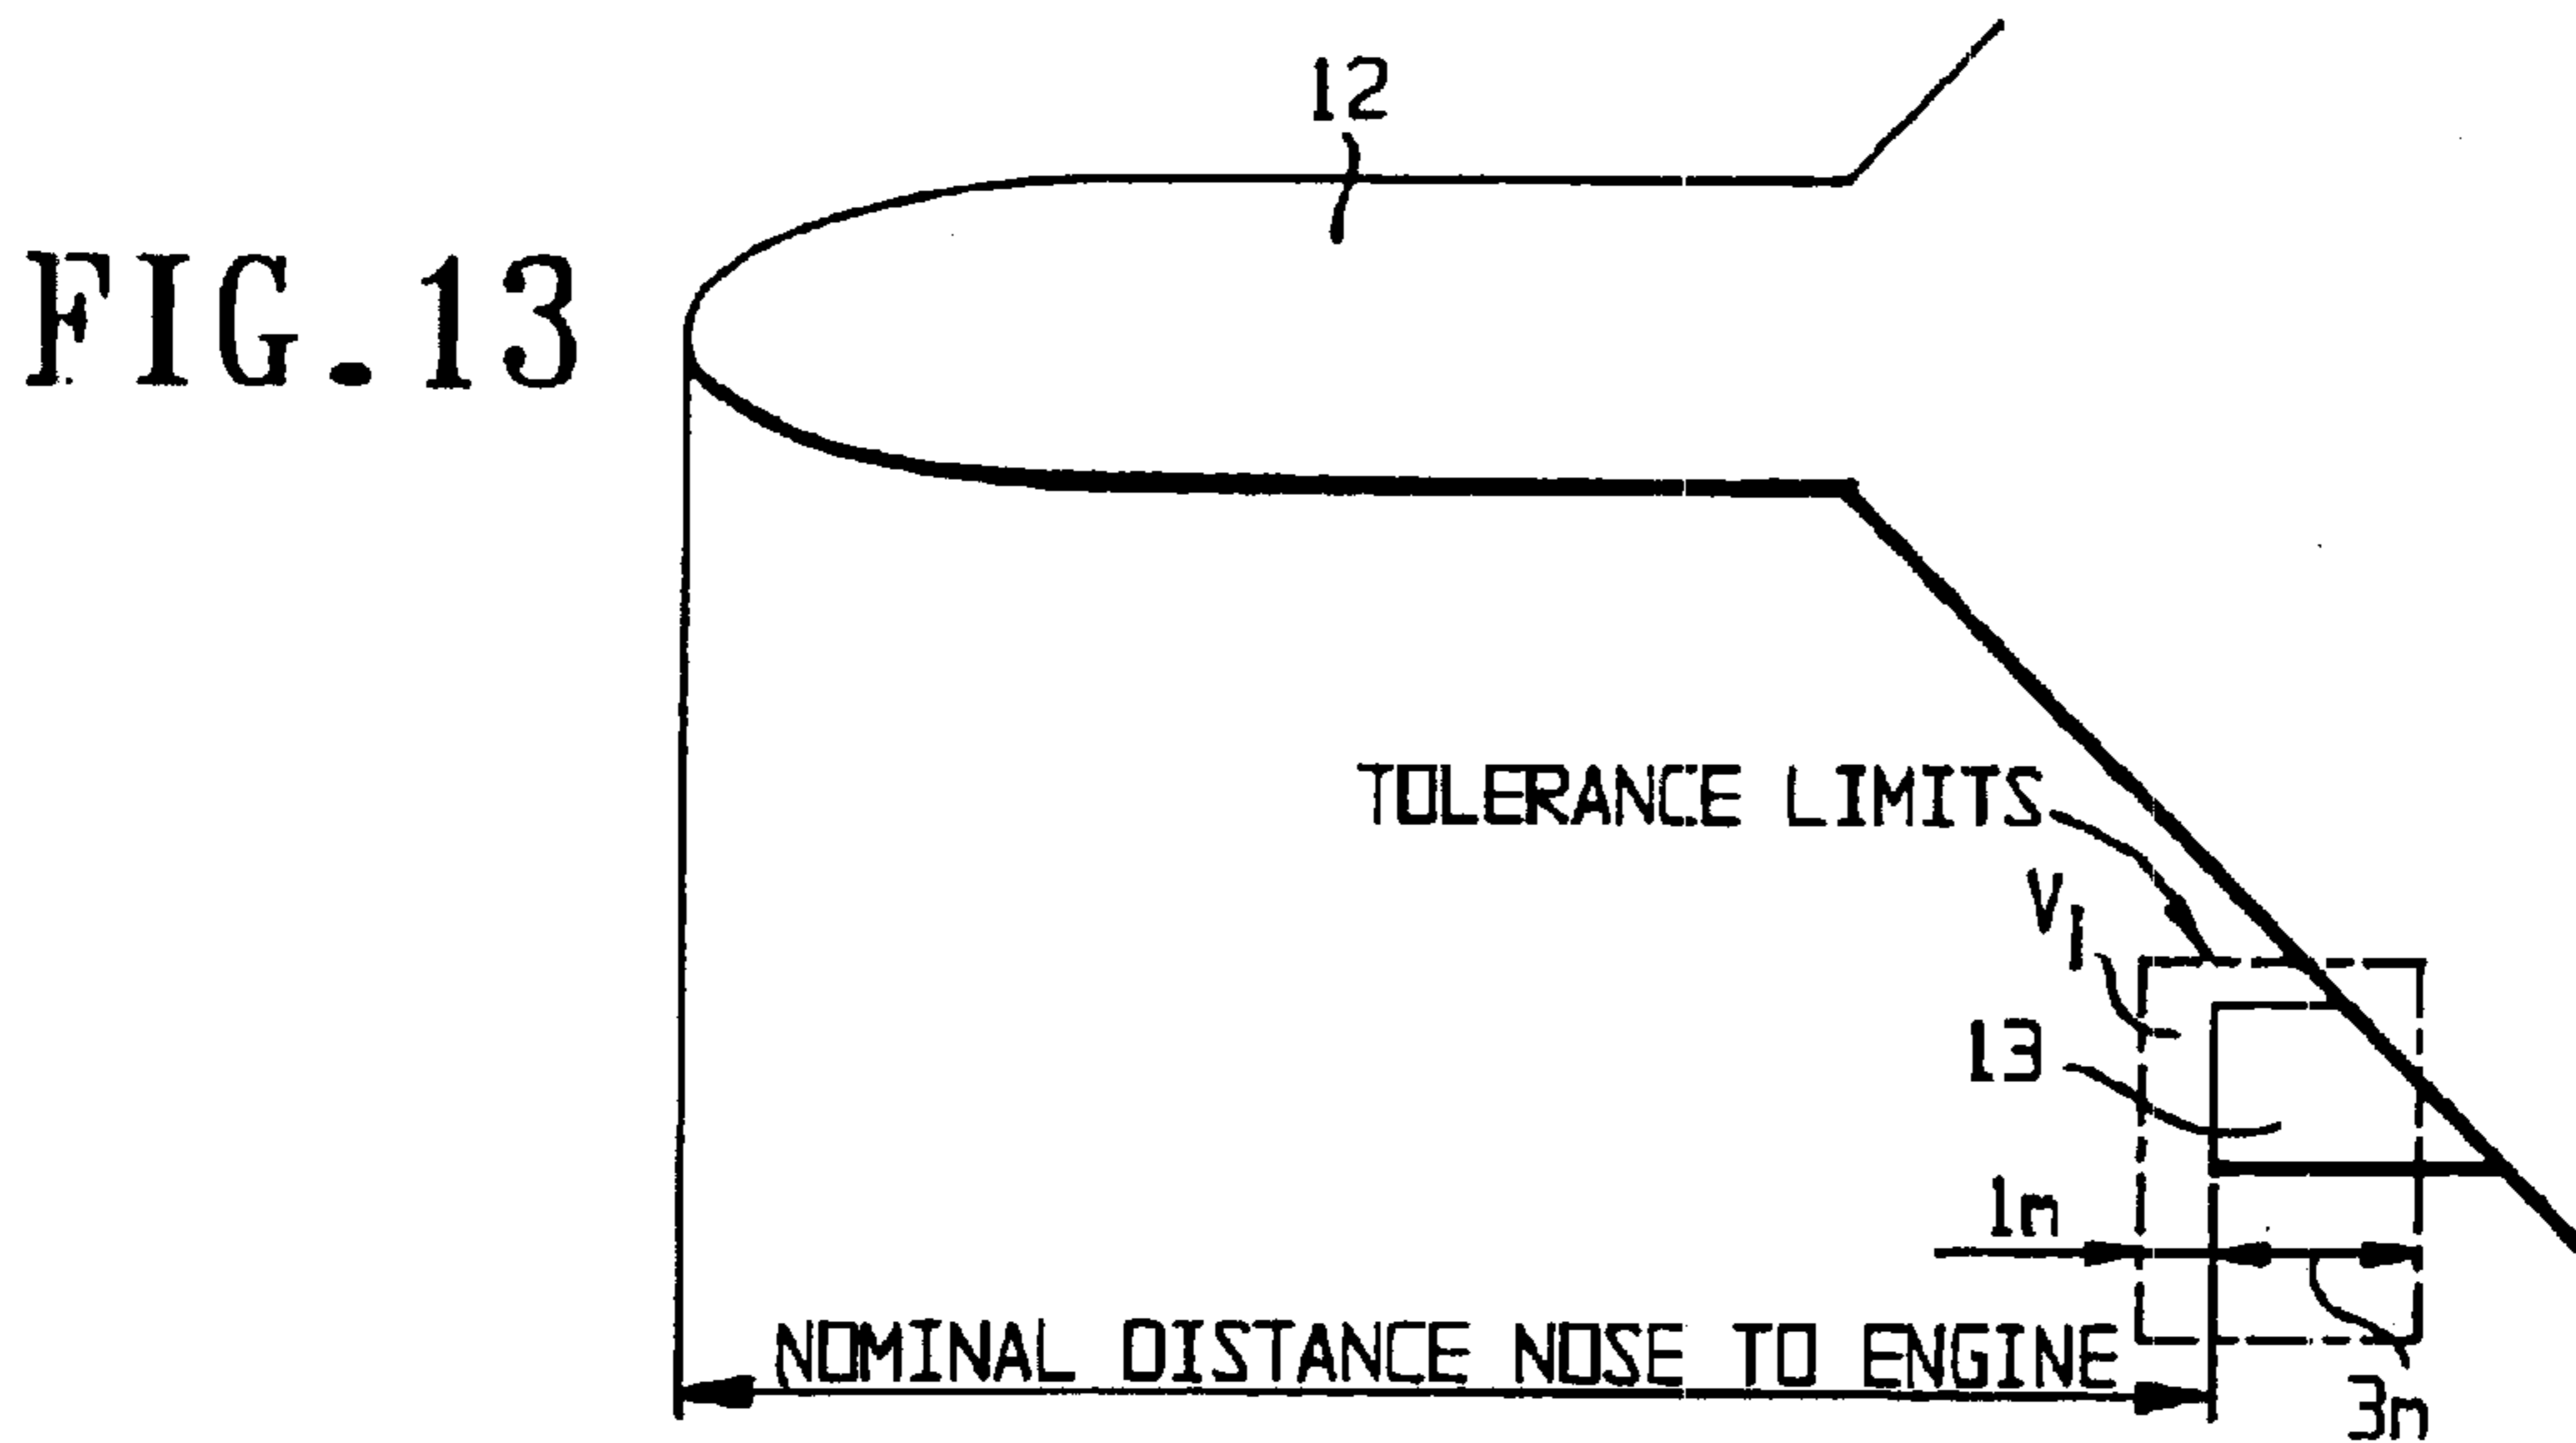 12
FIG.13
TOLERANCE LIMITS
V1
13
1m
NOMINAL DISTANCE NOSE TO ENGINE
3m